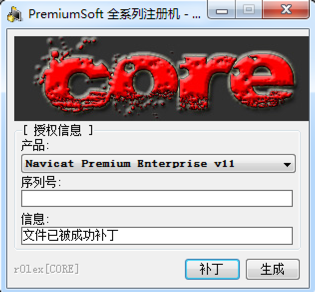 PremiumSoft 全系列注册机 - ...
core
[ 授权信息 ]
产品:
Navicat Premium Enterprise v11
序列号:
信息:
文件已被成功补丁
r0lex[CORE]
补丁
生成